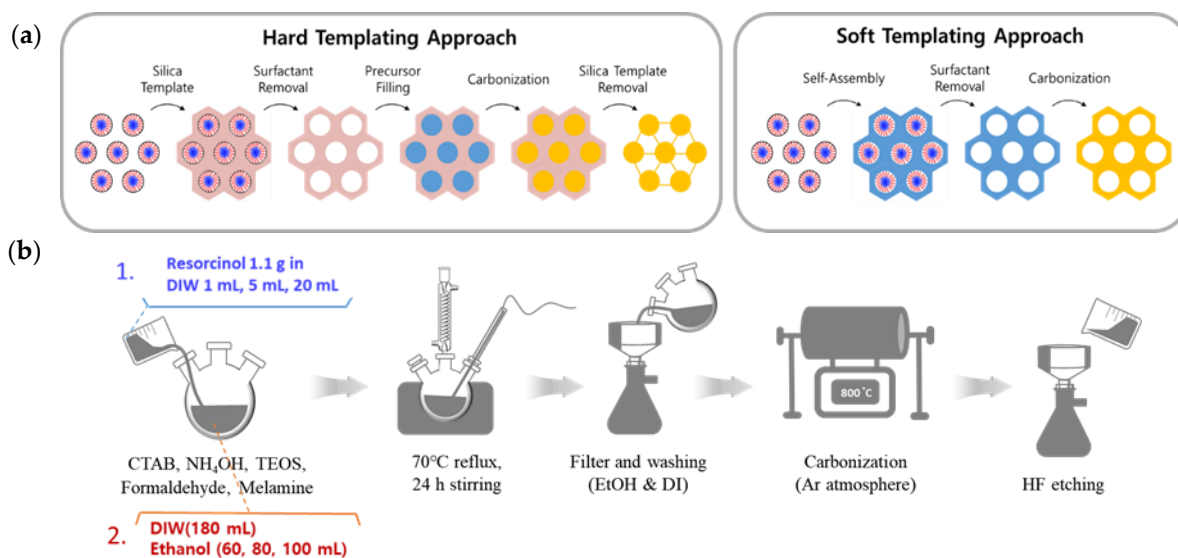 (a)
Hard Templating Approach
Silica
Template
Surfactant
Removal
Precursor
Filling
Carbonization
Silica Template
Removal
Soft Templating Approach
Self-Assembly
Surfactant
Removal
Carbonization
(b)
1. Resorcinol 1.1 g in
DIW 1 mL, 5 mL, 20 mL
800 °C
CTAB, NH₄OH, TEOS,
Formaldehyde, Melamine
70°C reflux,
24 h stirring
Filter and washing
(EtOH & DI)
Carbonization
(Ar atmosphere)
HF etching
2. DIW(180 mL)
Ethanol (60, 80, 100 mL)